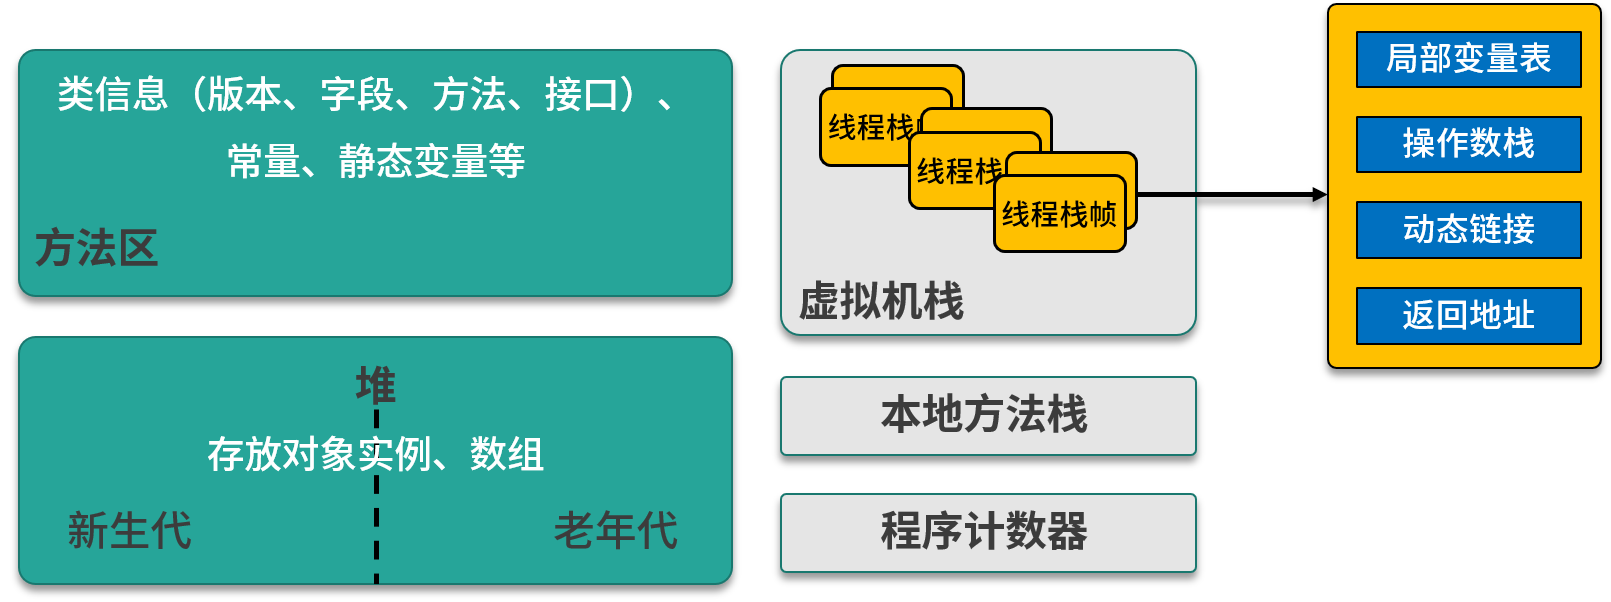 类信息（版本、字段、方法、接口）、
常量、静态变量等
方法区
堆
存放对象实例、数组
新生代
老年代
线程栈帧
线程栈
线程栈帧
虚拟机栈
本地方法栈
程序计数器
局部变量表
操作数栈
动态链接
返回地址